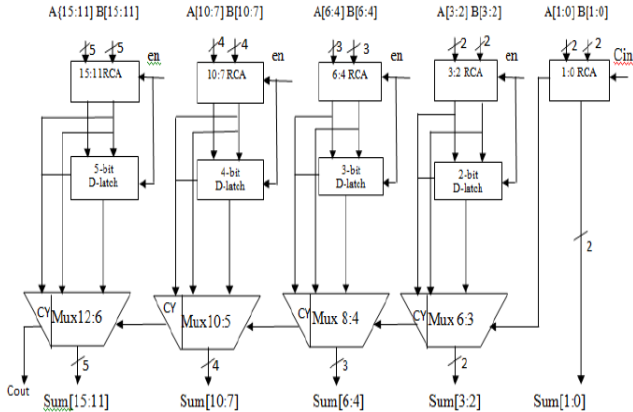 A{15:11] B[15:11]
A[10:7] B[10:7]
A[6:4] B[6:4]
A[3:2] B[3:2]
A[1:0] B[1:0]
5
5
en
4
4
en
3
3
en
2
2
en
2
2
Cin
15:11RCA
10:7 RCA
6:4 RCA
3:2 RCA
1:0 RCA
5-bit
D-latch
4-bit
D-latch
3-bit
D-latch
2-bit
D-latch
2
CY
Mux12:6
CY
Mux10:5
CY
Mux 8:4
CY
Mux 6:3
Cout
5
4
3
2
Sum[15:11]
Sum[10:7]
Sum[6:4]
Sum[3:2]
Sum[1:0]